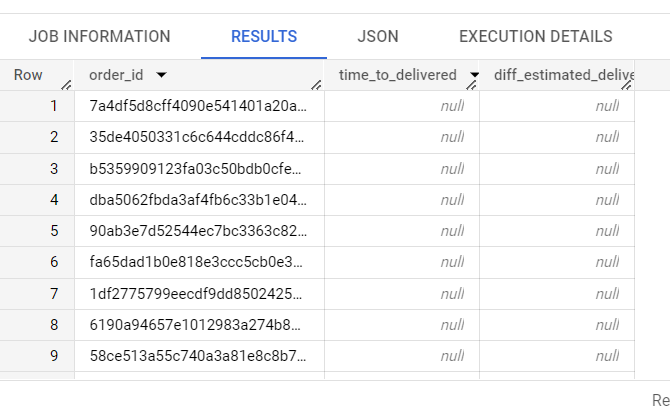 JOB INFORMATION RESULTS JSON EXECUTION DETAILS
Row order_id time_to_delivered diff_estimated_delive
1 7a4df5d8cff4090e541401a20a… null null
2 35de4050331c6c644cddc86f4… null null
3 b5359909123fa03c50bdb0cfe… null null
4 dba5062fbda3af4fb6c33b1e04… null null
5 90ab3e7d52544ec7bc3363c82… null null
6 fa65dad1b0e818e3ccc5cb0e3… null null
7 1df2775799eecdf9dd8502425… null null
8 6190a94657e1012983a274b8… null null
9 58ce513a55c740a3a81e8c8b7… null null
Re